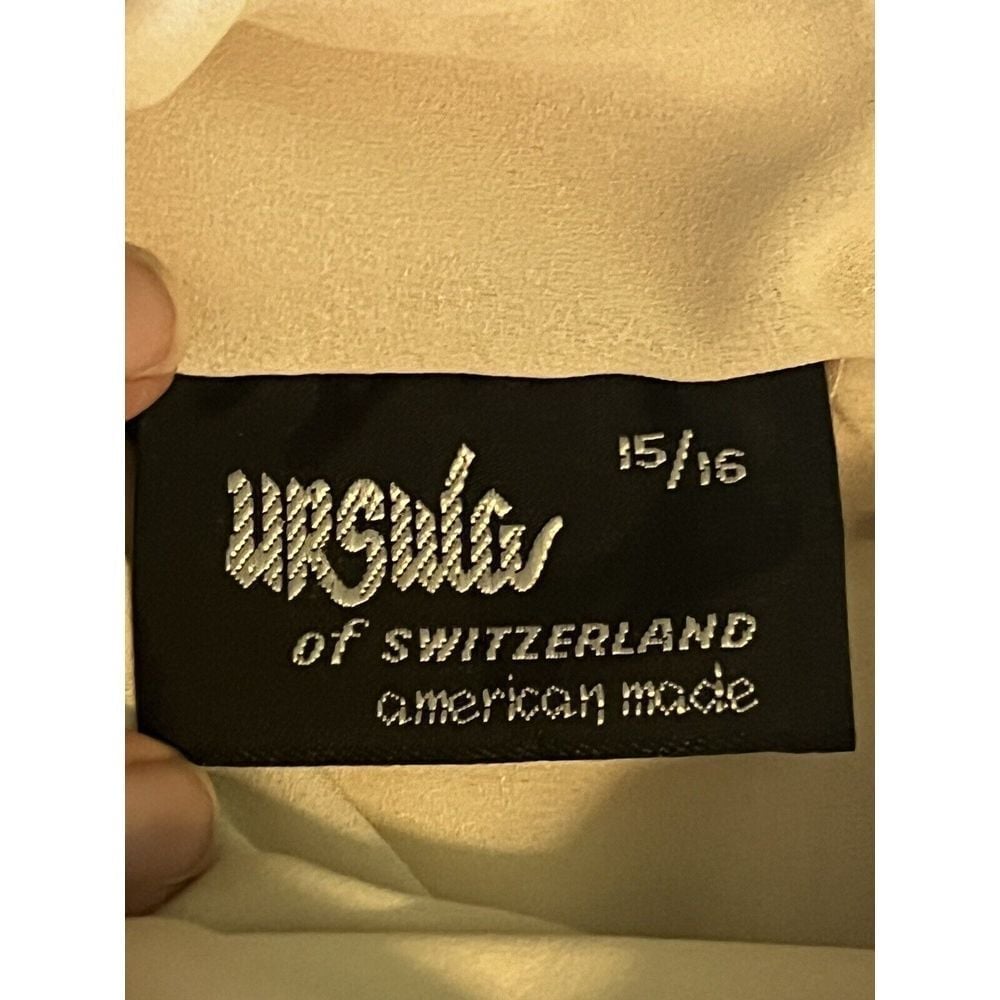 15/16
ursula
of SWITZERLAND
american made